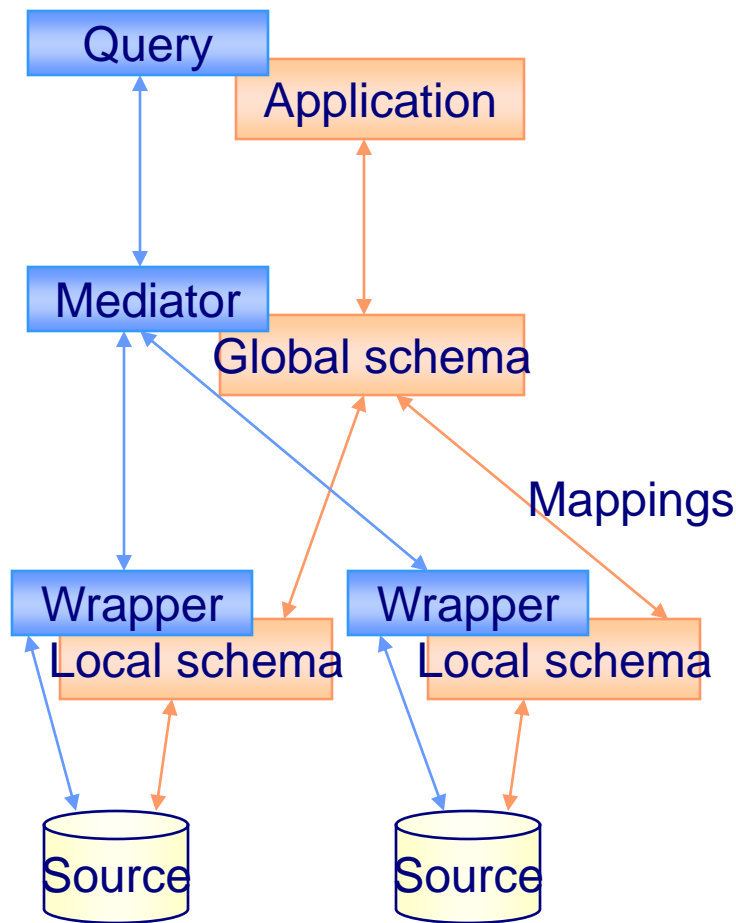 Query
Application
Mediator
Global schema
Mappings
Wrapper
Wrapper
Local schema
Local schema
Source
Source